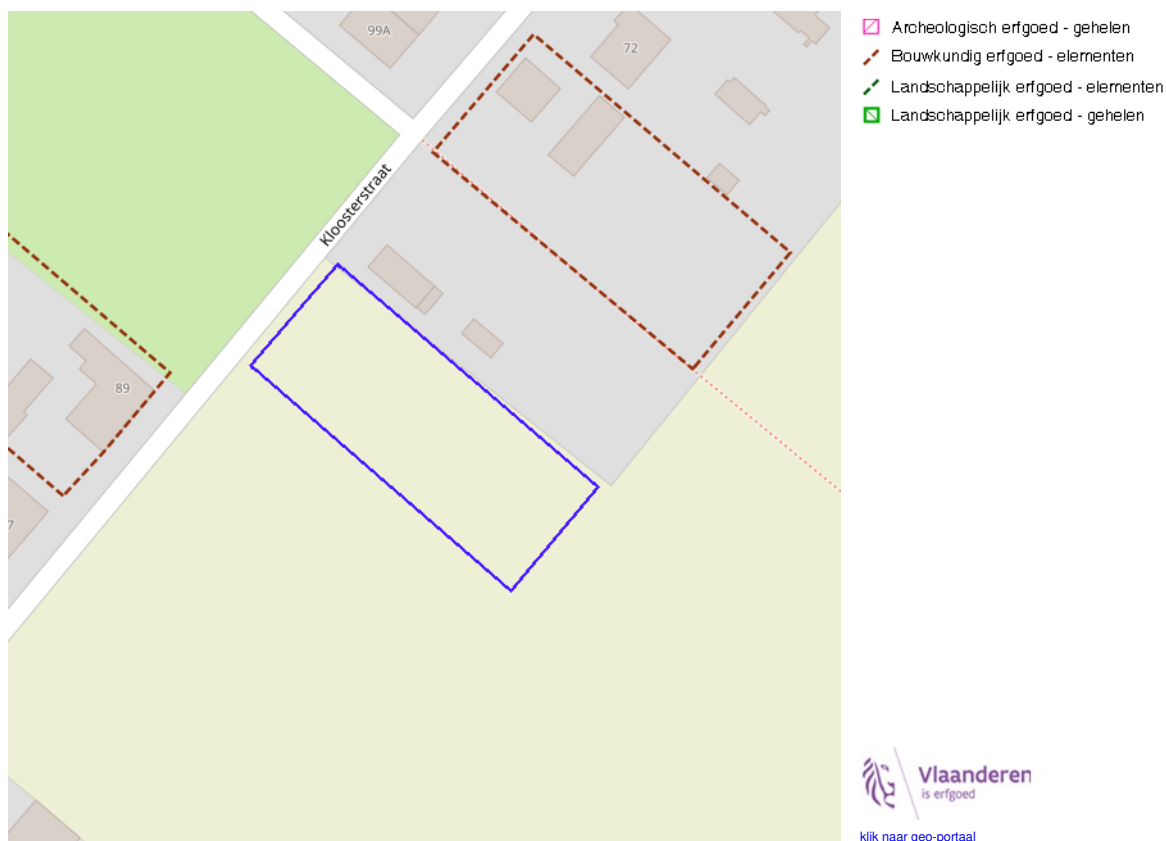 99A
72
Kloosterstraat
89
7
Archeologisch erfgoed - gehelen
Bouwkundig erfgoed - elementen
Landschappelijk erfgoed - elementen
Landschappelijk erfgoed - gehelen
Vlaanderen
is erfgoed
klik naar geo-portaal